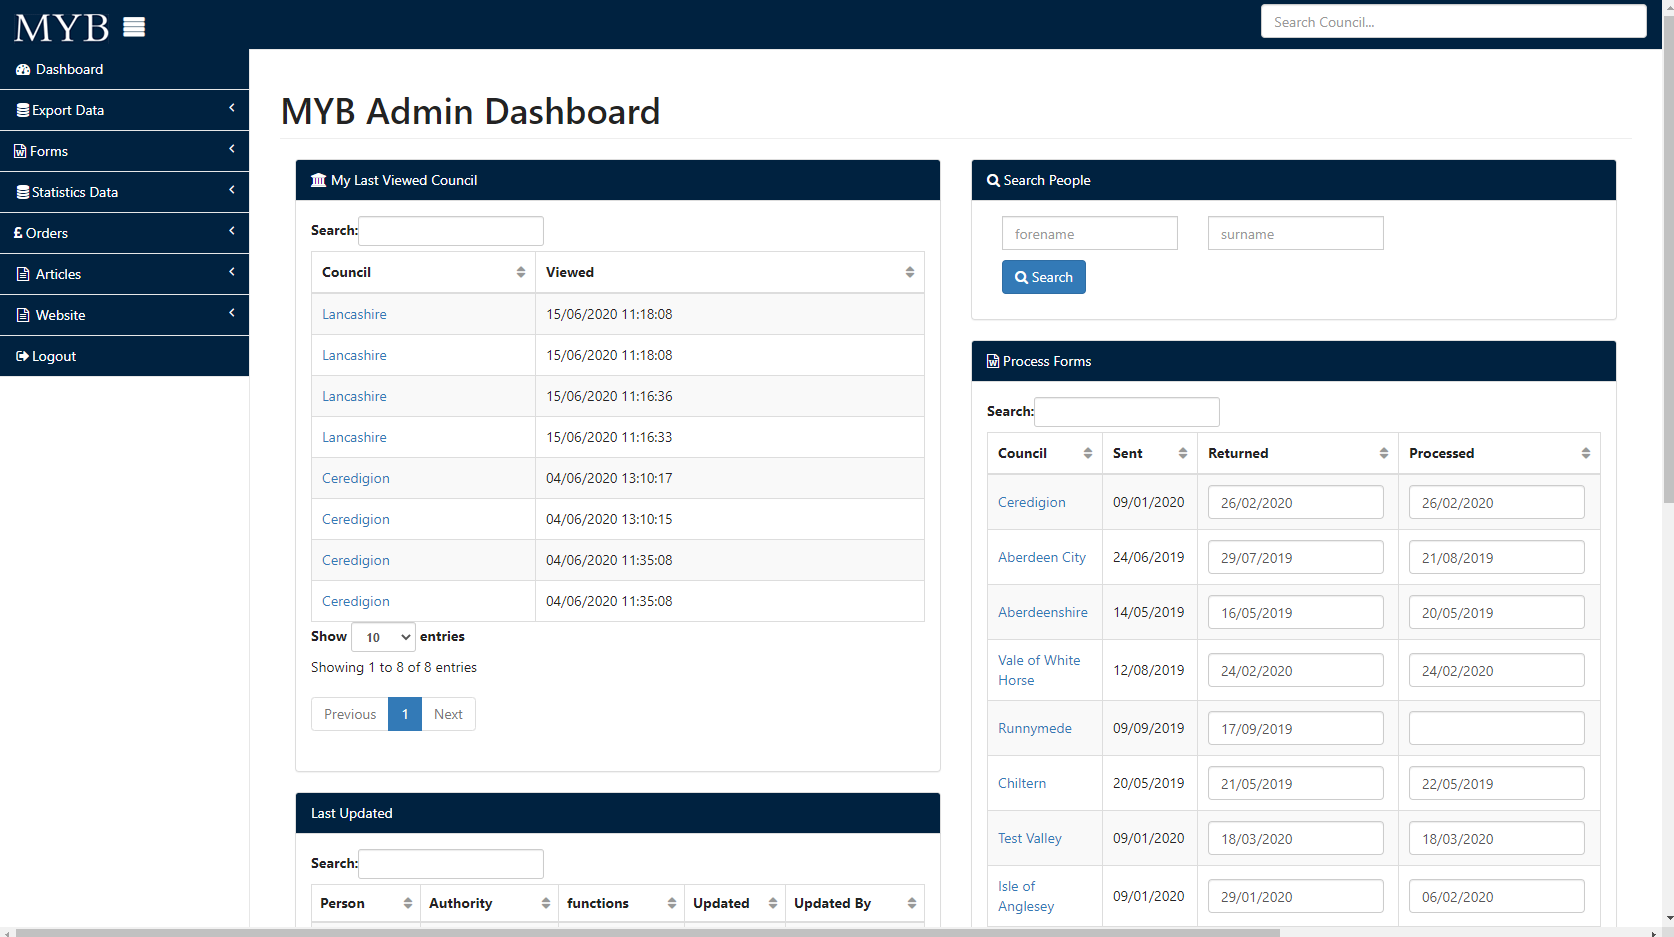 MYB
Search Council...
Dashboard
Export Data
Forms
Statistics Data
£ Orders
Articles
Website
Logout
MYB Admin Dashboard
My Last Viewed Council
Search:
Council Viewed
Lancashire 15/06/2020 11:18:08
Lancashire 15/06/2020 11:18:08
Lancashire 15/06/2020 11:16:36
Lancashire 15/06/2020 11:16:33
Ceredigion 04/06/2020 13:10:17
Ceredigion 04/06/2020 13:10:15
Ceredigion 04/06/2020 11:35:08
Ceredigion 04/06/2020 11:35:08
Show 10 entries
Showing 1 to 8 of 8 entries
Previous 1 Next
Last Updated
Search:
Person Authority functions Updated Updated By
Search People
forename surname
Search
Process Forms
Search:
Council Sent Returned Processed
Ceredigion 09/01/2020 26/02/2020 26/02/2020
Aberdeen City 24/06/2019 29/07/2019 21/08/2019
Aberdeenshire 14/05/2019 16/05/2019 20/05/2019
Vale of White
Horse 12/08/2019 24/02/2020 24/02/2020
Runnymede 09/09/2019 17/09/2019
Chiltern 20/05/2019 21/05/2019 22/05/2019
Test Valley 09/01/2020 18/03/2020 18/03/2020
Isle of
Anglesey 09/01/2020 29/01/2020 06/02/2020